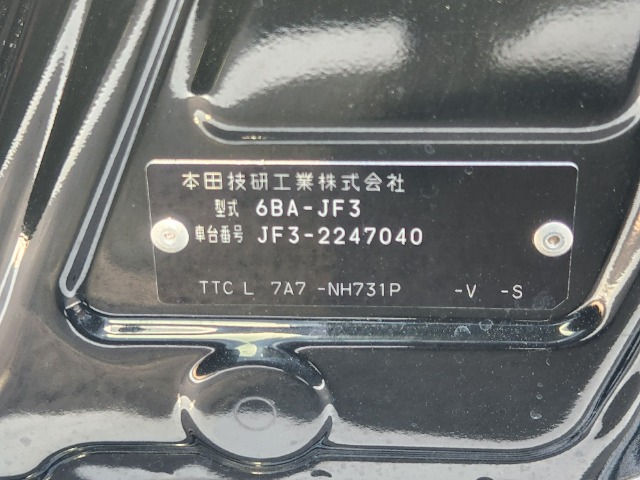 本田技研工業株式会社
型式 6BA-JF3
車台番号 JF3-2247040
TTC L 7A7 -NH731P -V -S